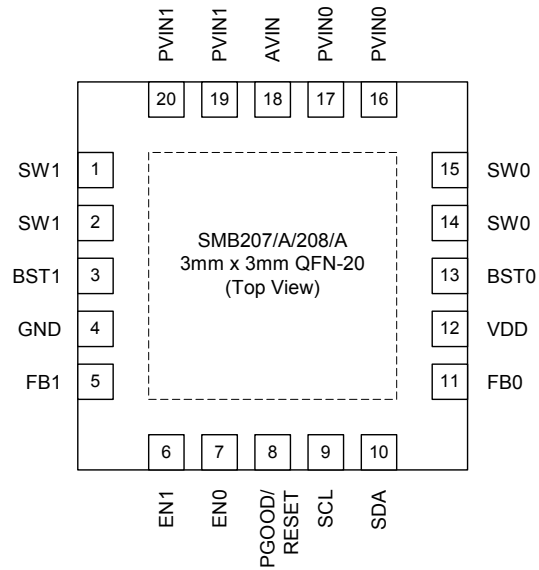 PVIN1
PVIN1
AVIN
PVIN0
PVIN0
20
19
18
17
16
SW1
1
15
SW0
SW1
2
14
SW0
BST1
3
13
BST0
GND
4
12
VDD
FB1
5
11
FB0
SMB207/A/208/A
3mm x 3mm QFN-20
(Top View)
6
7
8
9
10
EN1
EN0
PGOOD/
RESET
SCL
SDA